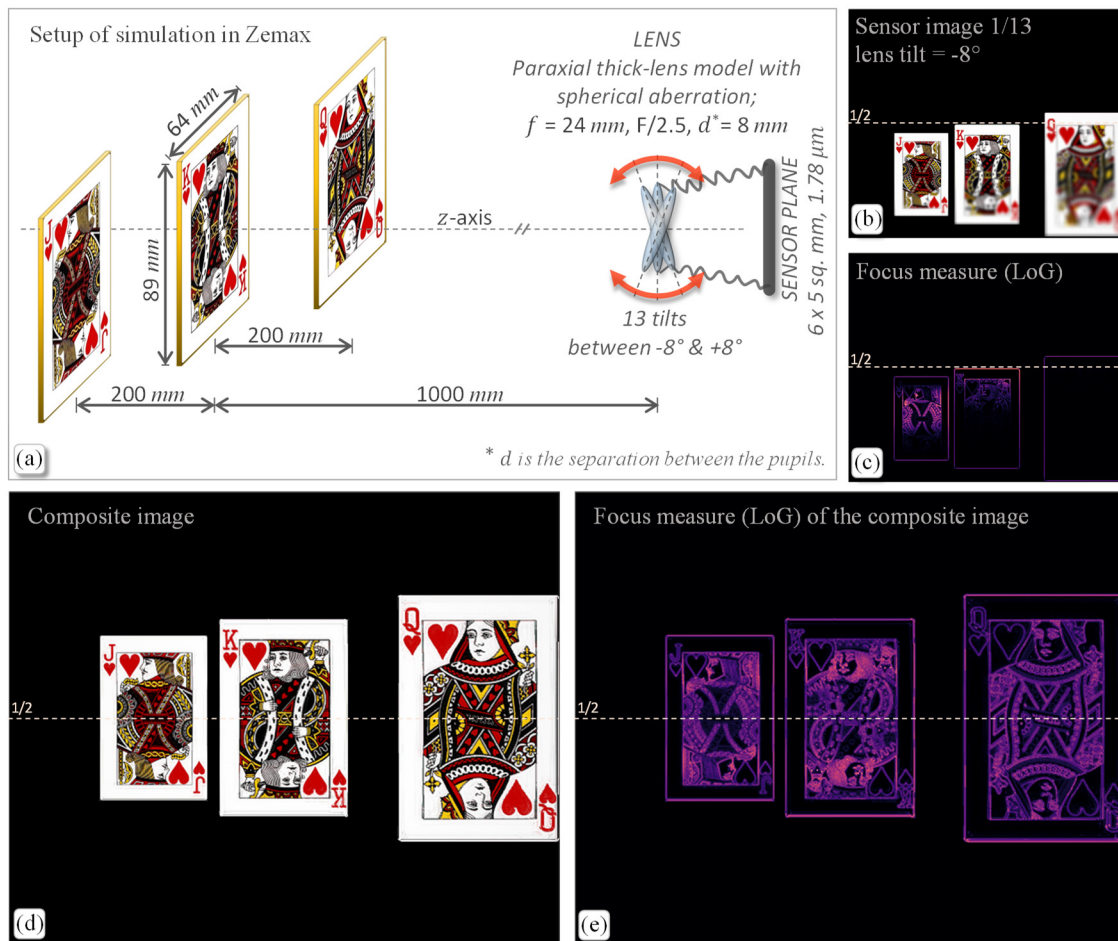 Setup of simulation in Zemax
64 mm
89 mm
J
K
Q
J
K
Q
z-axis
200 mm
200 mm
1000 mm
LENS
Paraxial thick-lens model with
spherical aberration;
f = 24 mm, F/2.5, d*= 8 mm
13 tilts
between -8° & +8°
SENSOR PLANE
6 x 5 sq. mm, 1.78 µm
* d is the separation between the pupils.
(a)
Sensor image 1/13
lens tilt = -8°
1/2
J
K
Q
J
K
(b)
Focus measure (LoG)
1/2
(c)
Composite image
J
K
Q
1/2
J
K
Q
(d)
Focus measure (LoG) of the composite image
J
K
Q
1/2
J
K
Q
(e)